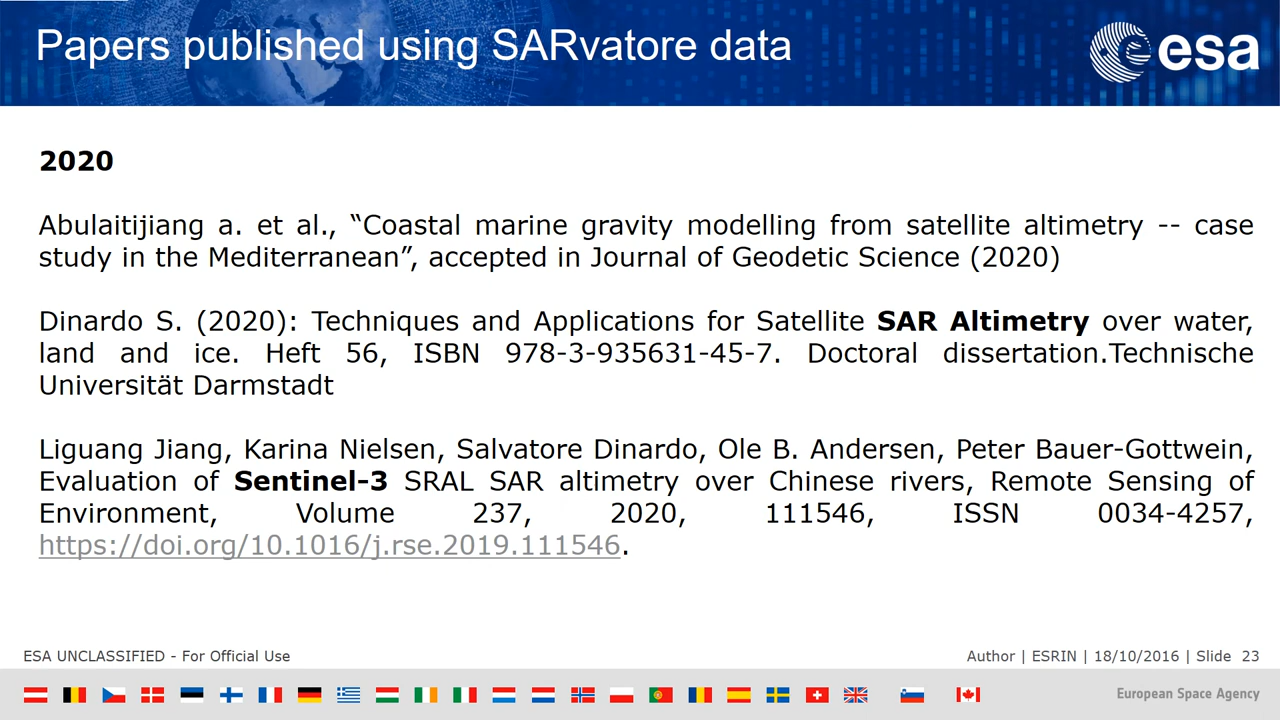 Papers published using SARvatore data
esa
2020
Abulaitijiang a. et al., “Coastal marine gravity modelling from satellite altimetry -- case
study in the Mediterranean”, accepted in Journal of Geodetic Science (2020)
Dinardo S. (2020): Techniques and Applications for Satellite SAR Altimetry over water,
land and ice. Heft 56, ISBN 978-3-935631-45-7. Doctoral dissertation.Technische
Universität Darmstadt
Liguang Jiang, Karina Nielsen, Salvatore Dinardo, Ole B. Andersen, Peter Bauer-Gottwein,
Evaluation of Sentinel-3 SRAL SAR altimetry over Chinese rivers, Remote Sensing of
Environment, Volume 237, 2020, 111546, ISSN 0034-4257,
https://doi.org/10.1016/j.rse.2019.111546.
ESA UNCLASSIFIED - For Official Use
Author | ESRIN | 18/10/2016 | Slide 23
European Space Agency